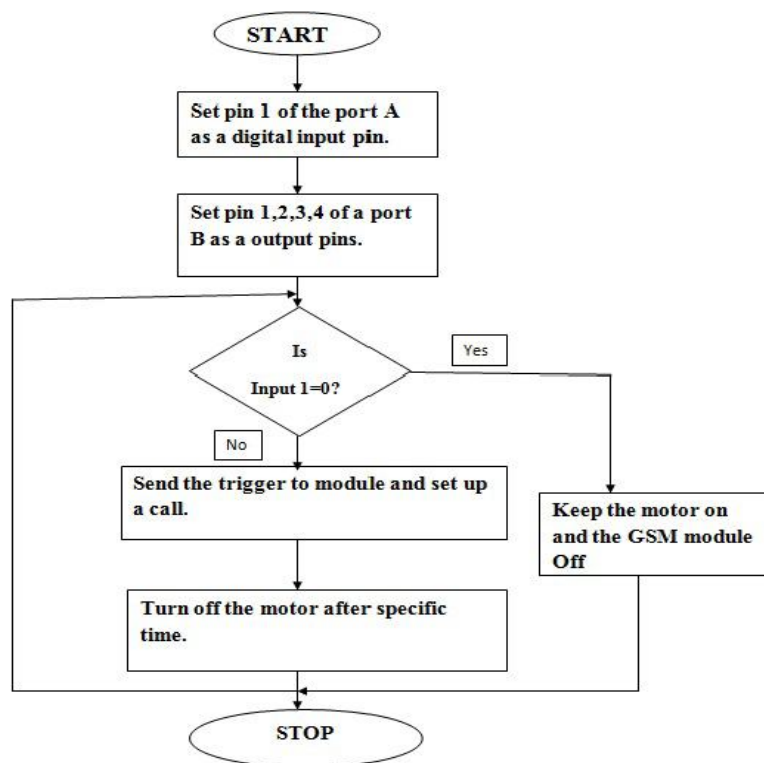 START
Set pin 1 of the port A
as a digital input pin.
Set pin 1,2,3,4 of a port
B as a output pins.
Is
Input 1=0?
Yes
No
Send the trigger to module and set up
a call.
Keep the motor on
and the GSM module
Off
Turn off the motor after specific
time.
STOP